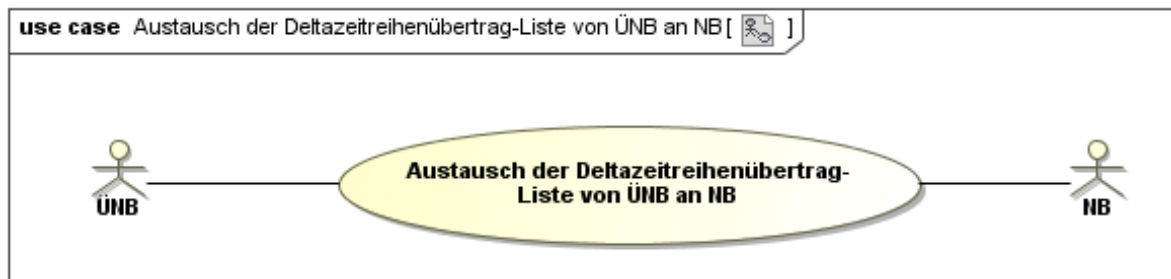 use case Austausch der Deltazeitreihenübertrag-Liste von ÜNB an NB [ ]
Austausch der Deltazeitreihenübertrag-
Liste von ÜNB an NB
ÜNB
NB